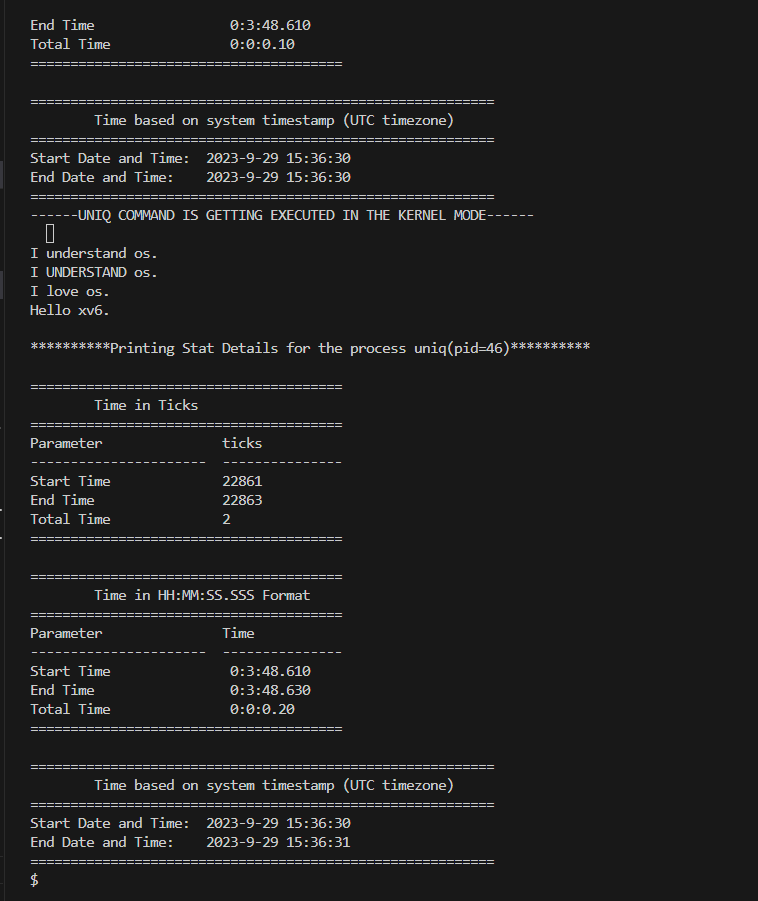 End Time                 0:3:48.610
Total Time               0:0:0.10
=======================================
==========================================================
        Time based on system timestamp (UTC timezone)
==========================================================
Start Date and Time:  2023-9-29 15:36:30
End Date and Time:    2023-9-29 15:36:30
==========================================================
------UNIQ COMMAND IS GETTING EXECUTED IN THE KERNEL MODE------
I understand os.
I UNDERSTAND os.
I love os.
Hello xv6.
**********Printing Stat Details for the process uniq(pid=46)**********
=======================================
        Time in Ticks
=======================================
Parameter               ticks
----------------------  ---------------
Start Time              22861
End Time                22863
Total Time              2
=======================================
=======================================
        Time in HH:MM:SS.SSS Format
=======================================
Parameter               Time
----------------------  ---------------
Start Time               0:3:48.610
End Time                 0:3:48.630
Total Time               0:0:0.20
=======================================
==========================================================
        Time based on system timestamp (UTC timezone)
==========================================================
Start Date and Time:  2023-9-29 15:36:30
End Date and Time:    2023-9-29 15:36:31
==========================================================
$